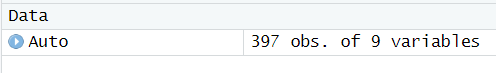 Data
Auto 397 obs. of 9 variables